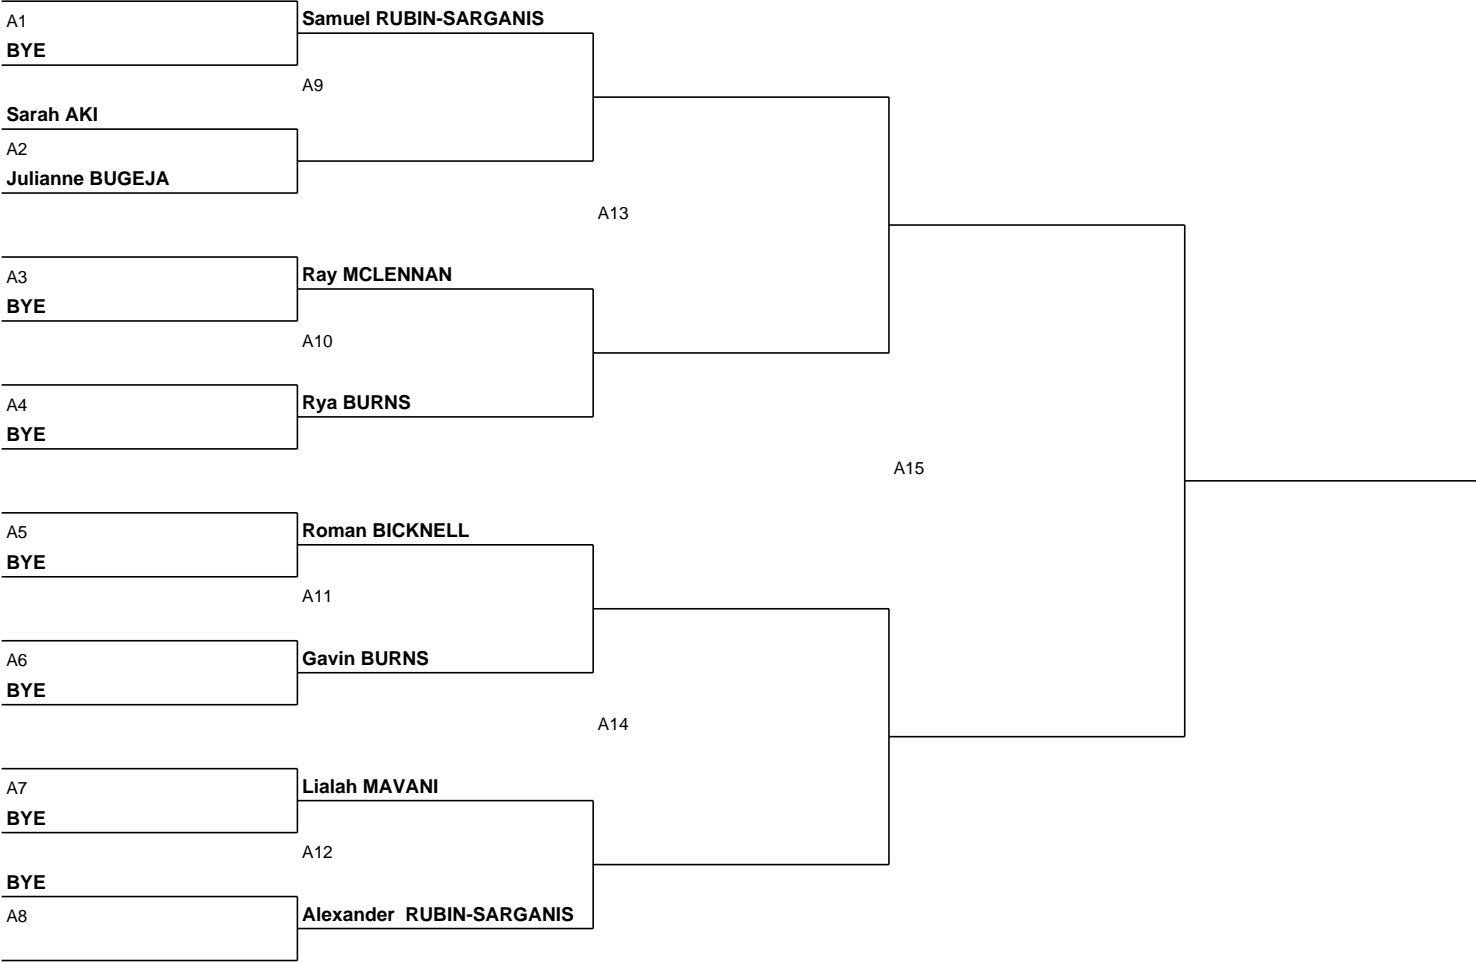 Samuel RUBIN-SARGANIS
A1
BYE
A9
Sarah AKI
A2
Julianne BUGEJA
A13
Ray MCLENNAN
A3
BYE
A10
Rya BURNS
A4
BYE
A15
Roman BICKNELL
A5
BYE
A11
Gavin BURNS
A6
BYE
A14
Lialah MAVANI
A7
BYE
A12
BYE
Alexander  RUBIN-SARGANIS
A8